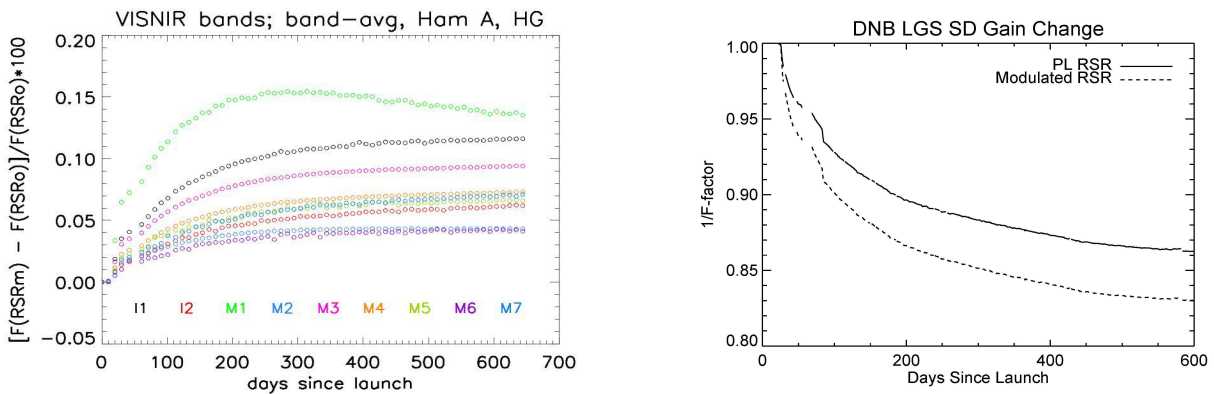 VISNIR bands; band-avg, Ham A, HG
[F(RSRm) - F(RSRo)]/F(RSRo)*100
0.20
0.15
0.10
0.05
0.00
-0.05
I1 I2 M1 M2 M3 M4 M5 M6 M7
0 100 200 300 400 500 600 700
days since launch
DNB LGS SD Gain Change
PL RSR
Modulated RSR
1/F-factor
1.00
0.95
0.90
0.85
0.80
0 200 400 600
Days Since Launch